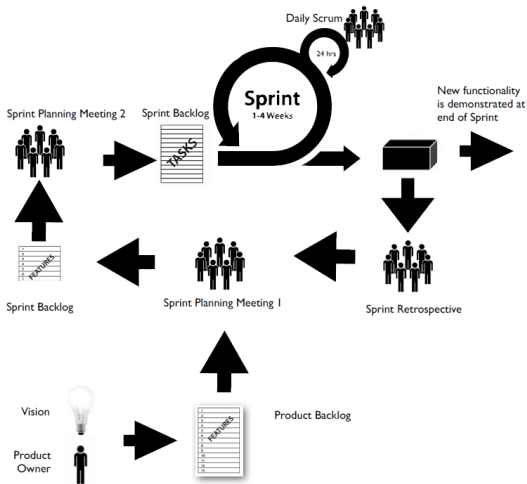 Daily Scrum
24 hrs
Sprint
1-4 Weeks
New functionality
is demonstrated at
end of Sprint
Sprint Planning Meeting 2
Sprint Backlog
TASKS
FEATURES
Sprint Backlog
Sprint Planning Meeting 1
Sprint Retrospective
Vision
Product
Owner
FEATURES
Product Backlog